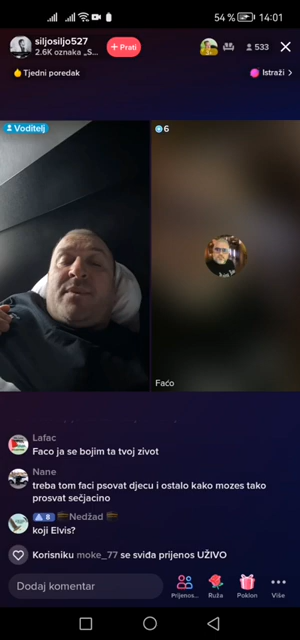 54 % 14:01
siljosiljo527
2.6K oznaka „S...
+ Prati
533
Tjedni poredak
Istraži >
Voditelj
6
Faćo
Lafac
Faco ja se bojim ta tvoj zivot
Nane
treba tom faci psovat djecu i ostalo kako mozes tako
prosvat sečjacino
8 Nedžad
koji Elvis?
Korisniku moke_77 se sviđa prijenos UŽIVO
Dodaj komentar
Prijenos...
Ruža
Poklon
Više